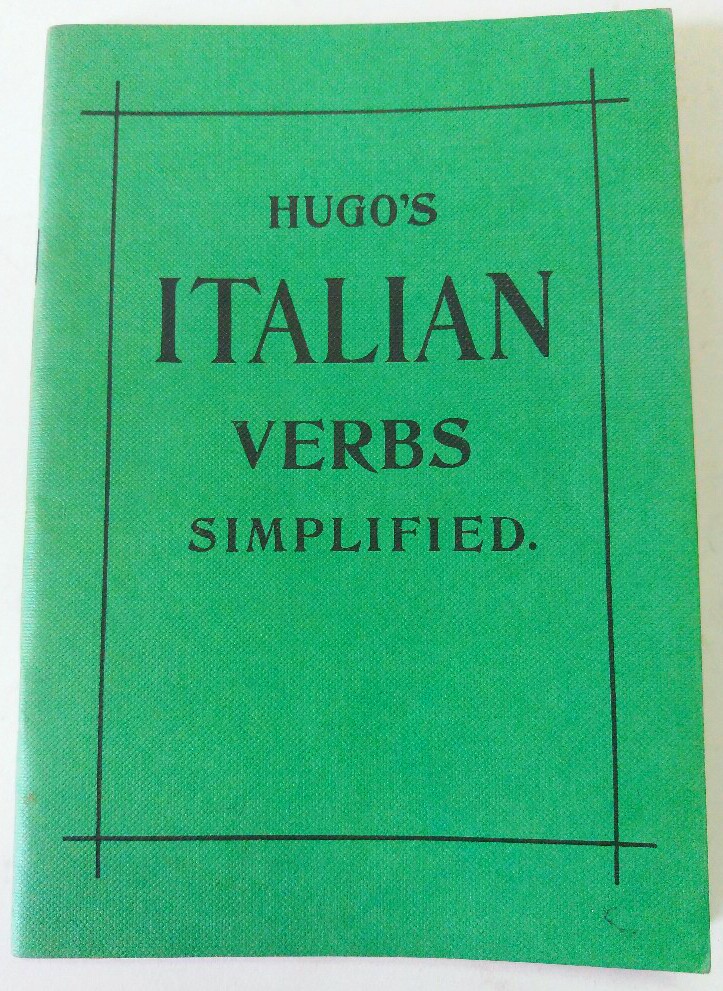 HUGO'S
ITALIAN
VERBS
SIMPLIFIED.